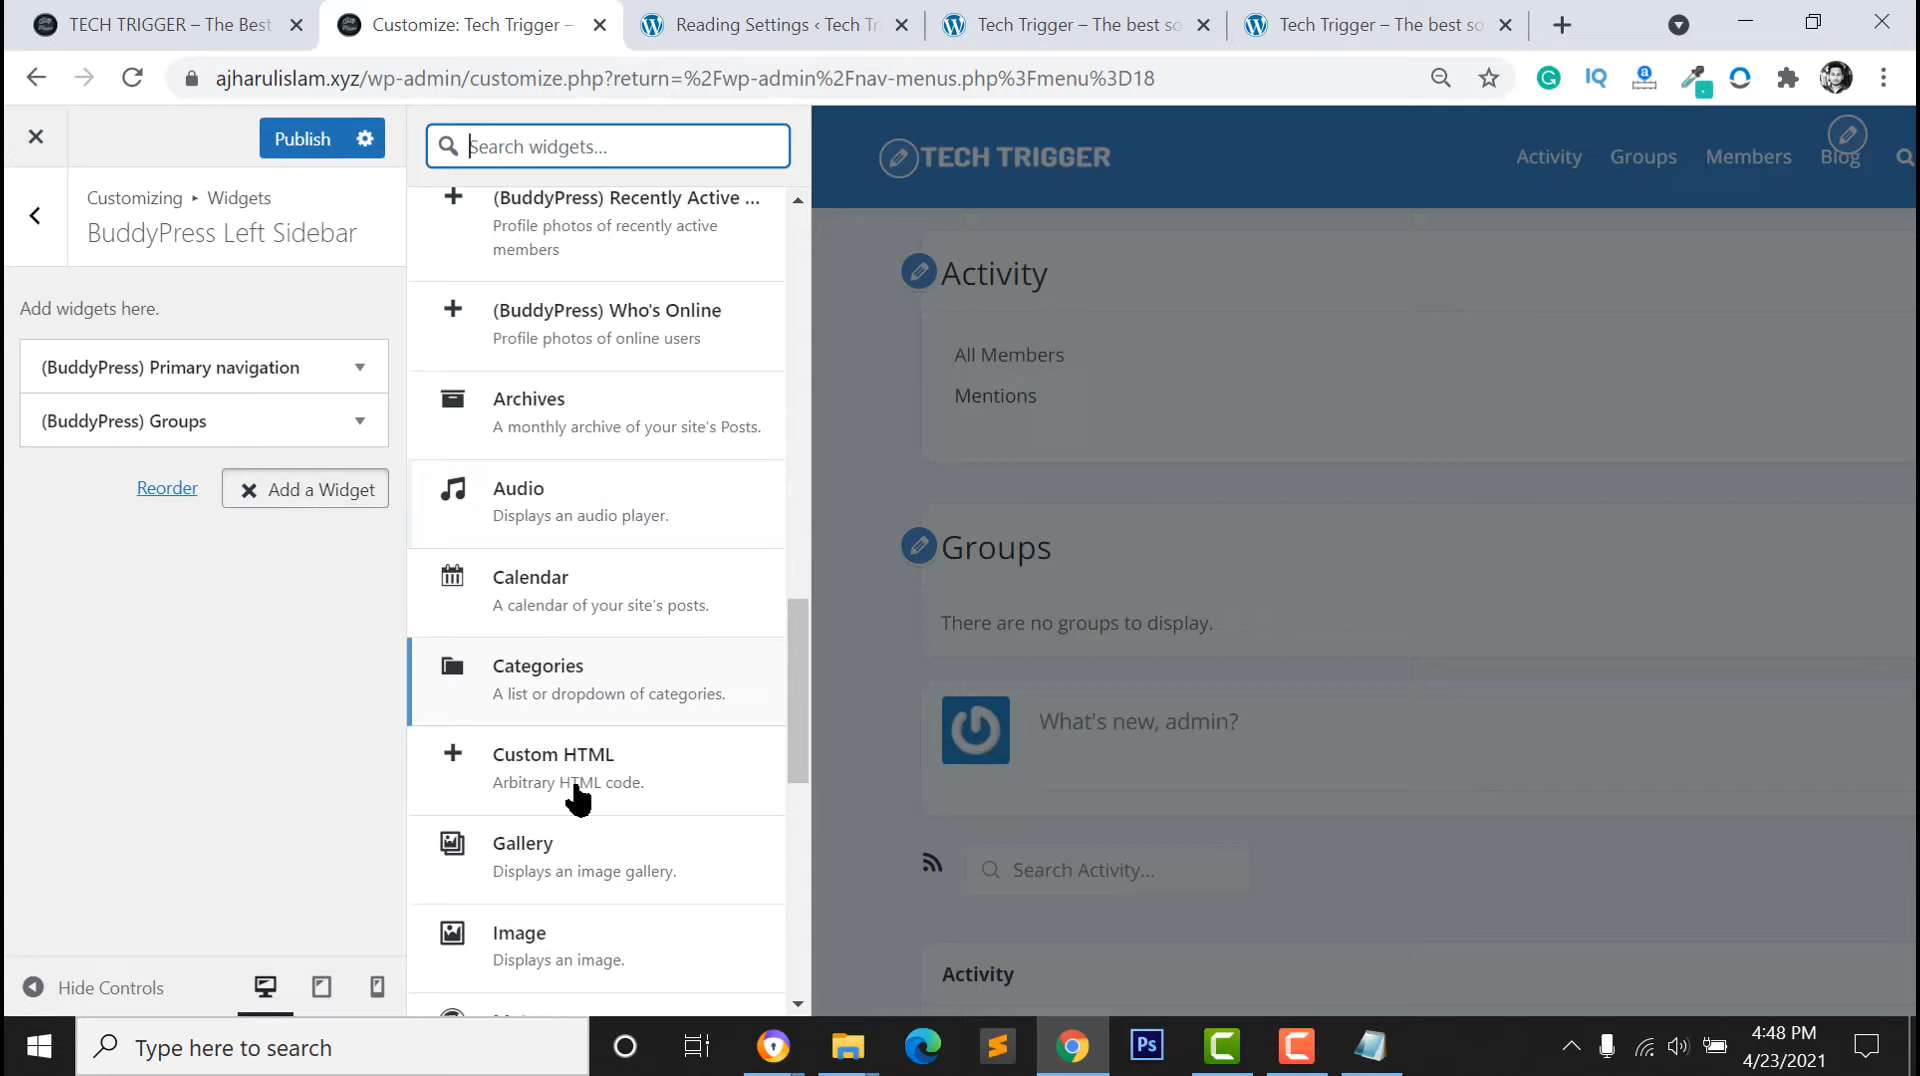 TECH TRIGGER – The Best
Customize: Tech Trigger –
Reading Settings ‹ Tech Tr
Tech Trigger – The best so
Tech Trigger – The best so
ajharulislam.xyz/wp-admin/customize.php?return=%2Fwp-admin%2Fnav-menus.php%3Fmenu%3D18
Publish
Customizing ▸ Widgets
BuddyPress Left Sidebar
Add widgets here.
(BuddyPress) Primary navigation
(BuddyPress) Groups
Reorder
Add a Widget
Hide Controls
Search widgets...
(BuddyPress) Recently Active ...
Profile photos of recently active
members
(BuddyPress) Who's Online
Profile photos of online users
Archives
A monthly archive of your site's Posts.
Audio
Displays an audio player.
Calendar
A calendar of your site's posts.
Categories
A list or dropdown of categories.
Custom HTML
Arbitrary HTML code.
Gallery
Displays an image gallery.
Image
Displays an image.
TECH TRIGGER
Activity
Groups
Members
Blog
Activity
All Members
Mentions
Groups
There are no groups to display.
What's new, admin?
Search Activity...
Activity
Type here to search
Ps
4:48 PM
4/23/2021